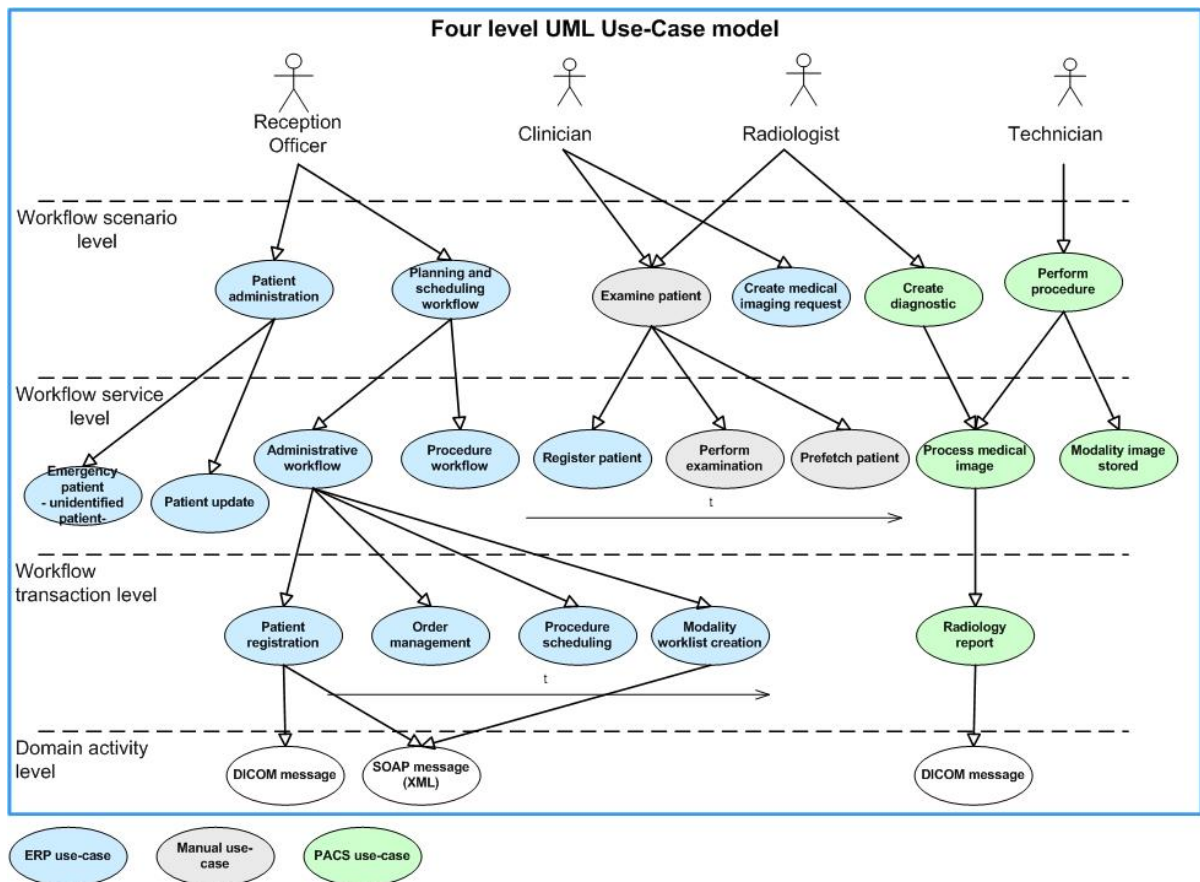 Four level UML Use-Case model
Reception
Officer
Clinician
Radiologist
Technician
Workflow scenario
level
Patient
administration
Planning and
scheduling
workflow
Examine patient
Create medical
imaging request
Create
diagnostic
Perform
procedure
Workflow service
level
Emergency
patient
- unidentified
patient-
Patient update
Administrative
workflow
Procedure
workflow
Register patient
Perform
examination
Prefetch patient
Process medical
image
Modality image
stored
t
Workflow
transaction level
Patient
registration
Order
management
Procedure
scheduling
Modality
worklist creation
Radiology
report
t
Domain activity
level
DICOM message
SOAP message
(XML)
DICOM message
ERP use-case
Manual use-
case
PACS use-case